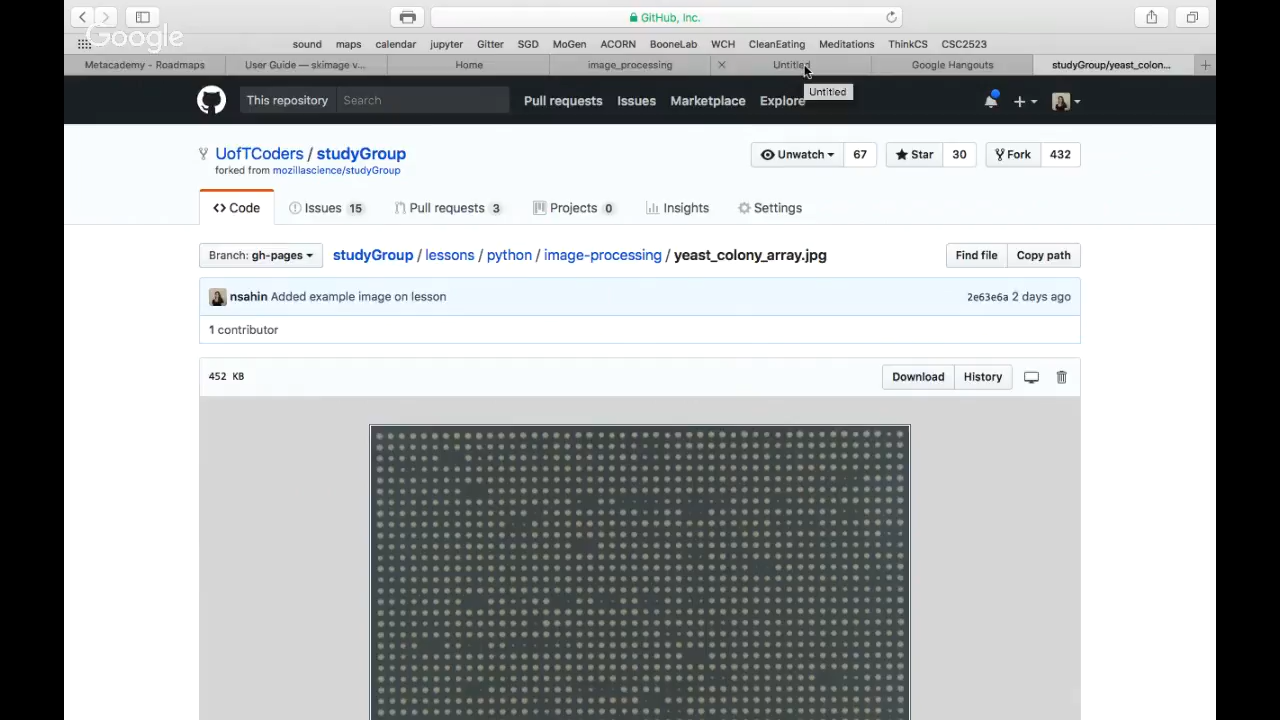 GitHub, Inc.
Google
sound maps calendar jupyter Gitter SGD MoGen ACORN BooneLab WCH CleanEating Meditations ThinkCS CSC2523
Metacademy - Roadmaps User Guide — skimage v... Home image_processing Untitled Google Hangouts studyGroup/yeast_colon...
Untitled
This repository Search Pull requests Issues Marketplace Explore
UofTCoders / studyGroup Unwatch 67 Star 30 Fork 432
forked from mozillascience/studyGroup
Code Issues 15 Pull requests 3 Projects 0 Insights Settings
Branch: gh-pages studyGroup / lessons / python / image-processing / yeast_colony_array.jpg Find file Copy path
nsahin Added example image on lesson 2e63e6a 2 days ago
1 contributor
452 KB Download History